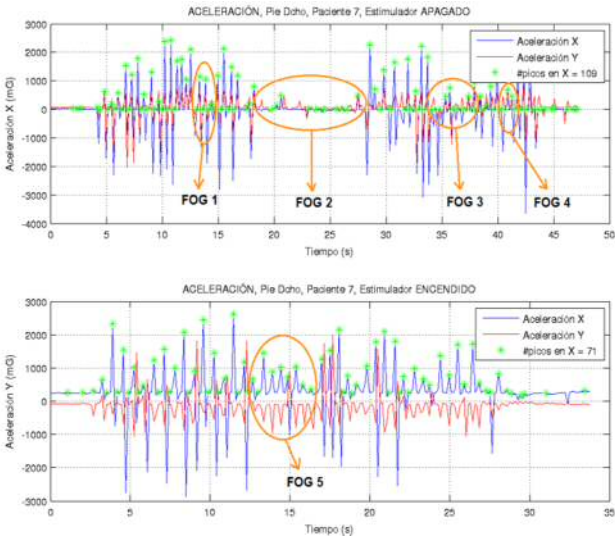 ACELERACIÓN, Pie Dcho, Paciente 7, Estimulador APAGADO
Aceleración X (mG)
3000
2000
1000
0
-1000
-2000
-3000
-4000
Aceleración X
Aceleración Y
#picos en X = 109
FOG 1
FOG 2
FOG 3
FOG 4
0 5 10 15 20 25 30 35 40 45 50
Tiempo (s)
ACELERACIÓN, Pie Dcho, Paciente 7, Estimulador ENCENDIDO
Aceleración Y (mG)
3000
2000
1000
0
-1000
-2000
-3000
Aceleración X
Aceleración Y
#picos en X = 71
FOG 5
0 5 10 15 20 25 30 35
Tiempo (s)